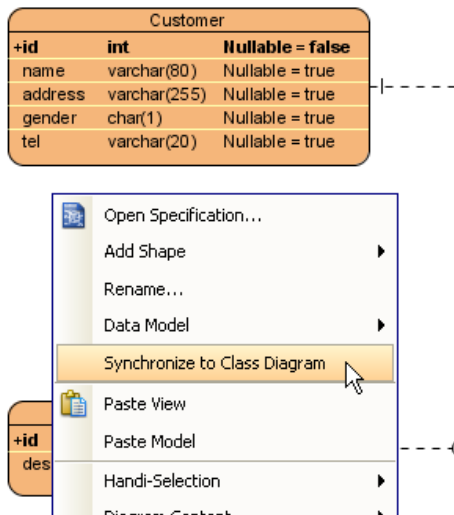 Customer
+id int Nullable = false
name varchar(80) Nullable = true
address varchar(255) Nullable = true
gender char(1) Nullable = true
tel varchar(20) Nullable = true
Open Specification...
Add Shape
Rename...
Data Model
Synchronize to Class Diagram
Paste View
Paste Model
+id
des
Handi-Selection
Diagram Content